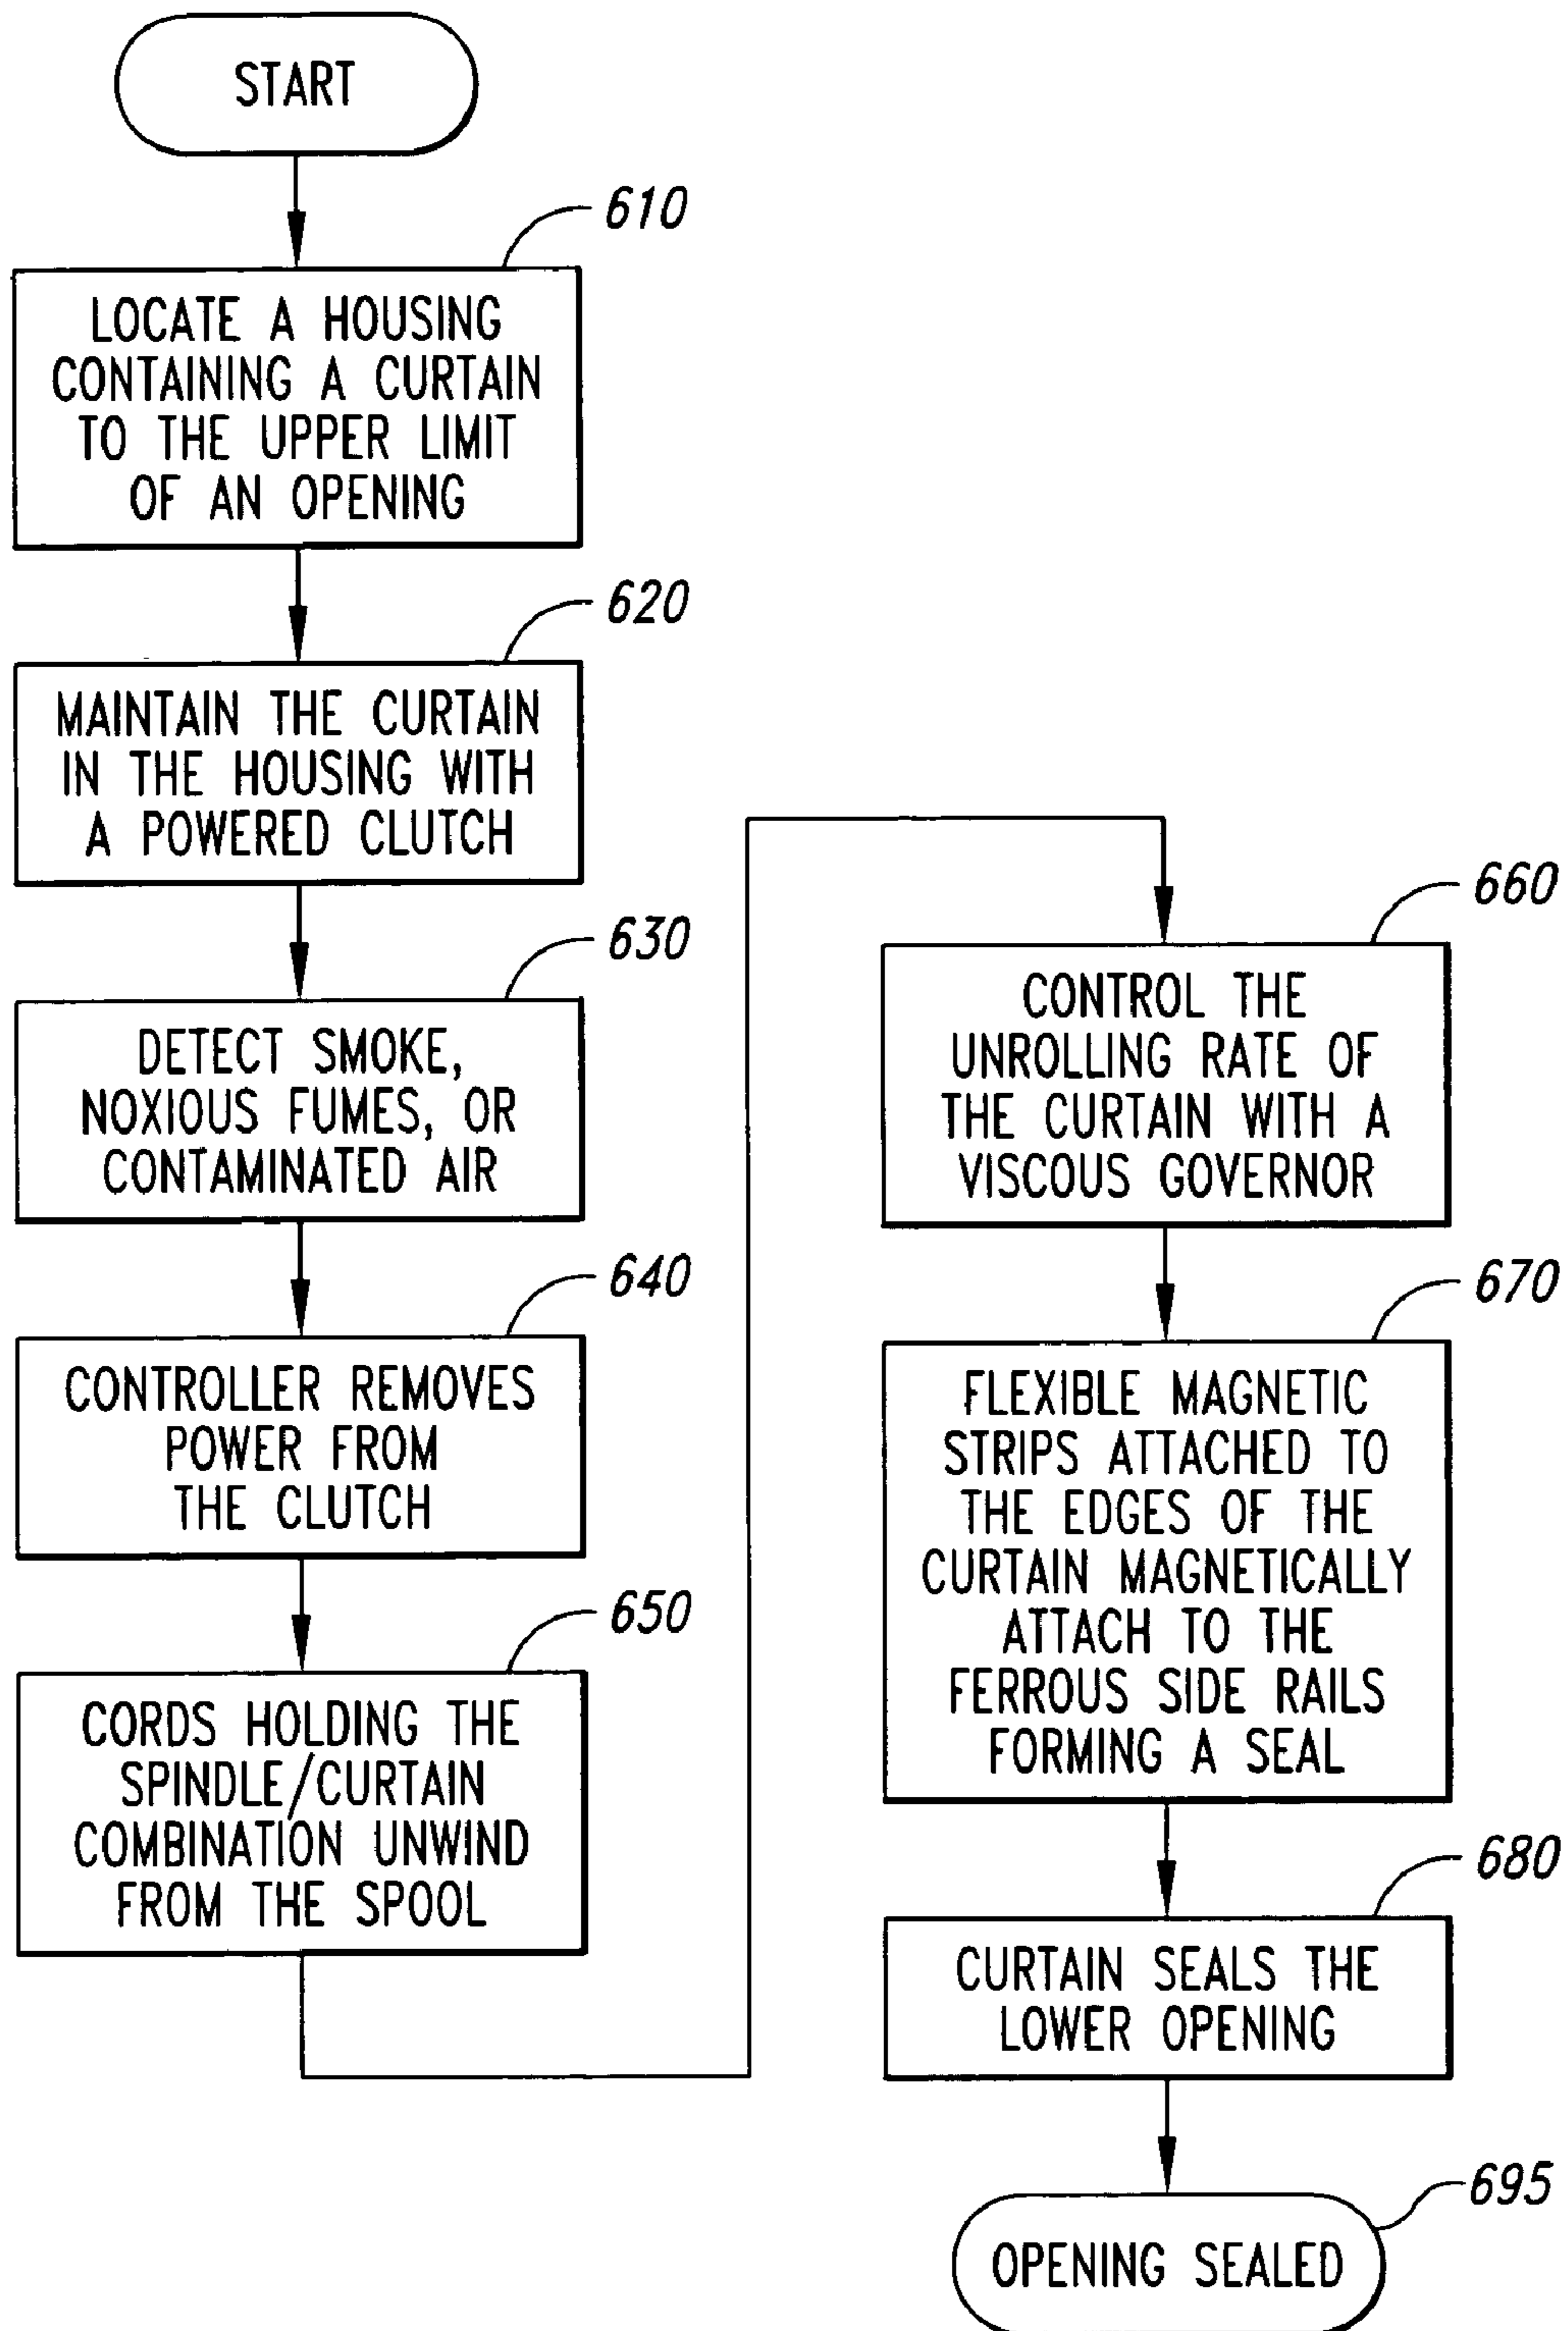 START
610
LOCATE A HOUSING
CONTAINING A CURTAIN
TO THE UPPER LIMIT
OF AN OPENING
620
MAINTAIN THE CURTAIN
IN THE HOUSING WITH
A POWERED CLUTCH
630
DETECT SMOKE,
NOXIOUS FUMES, OR
CONTAMINATED AIR
640
CONTROLLER REMOVES
POWER FROM
THE CLUTCH
650
CORDS HOLDING THE
SPINDLE/CURTAIN
COMBINATION UNWIND
FROM THE SPOOL
660
CONTROL THE
UNROLLING RATE OF
THE CURTAIN WITH A
VISCOUS GOVERNOR
670
FLEXIBLE MAGNETIC
STRIPS ATTACHED TO
THE EDGES OF THE
CURTAIN MAGNETICALLY
ATTACH TO THE
FERROUS SIDE RAILS
FORMING A SEAL
680
CURTAIN SEALS THE
LOWER OPENING
695
OPENING SEALED